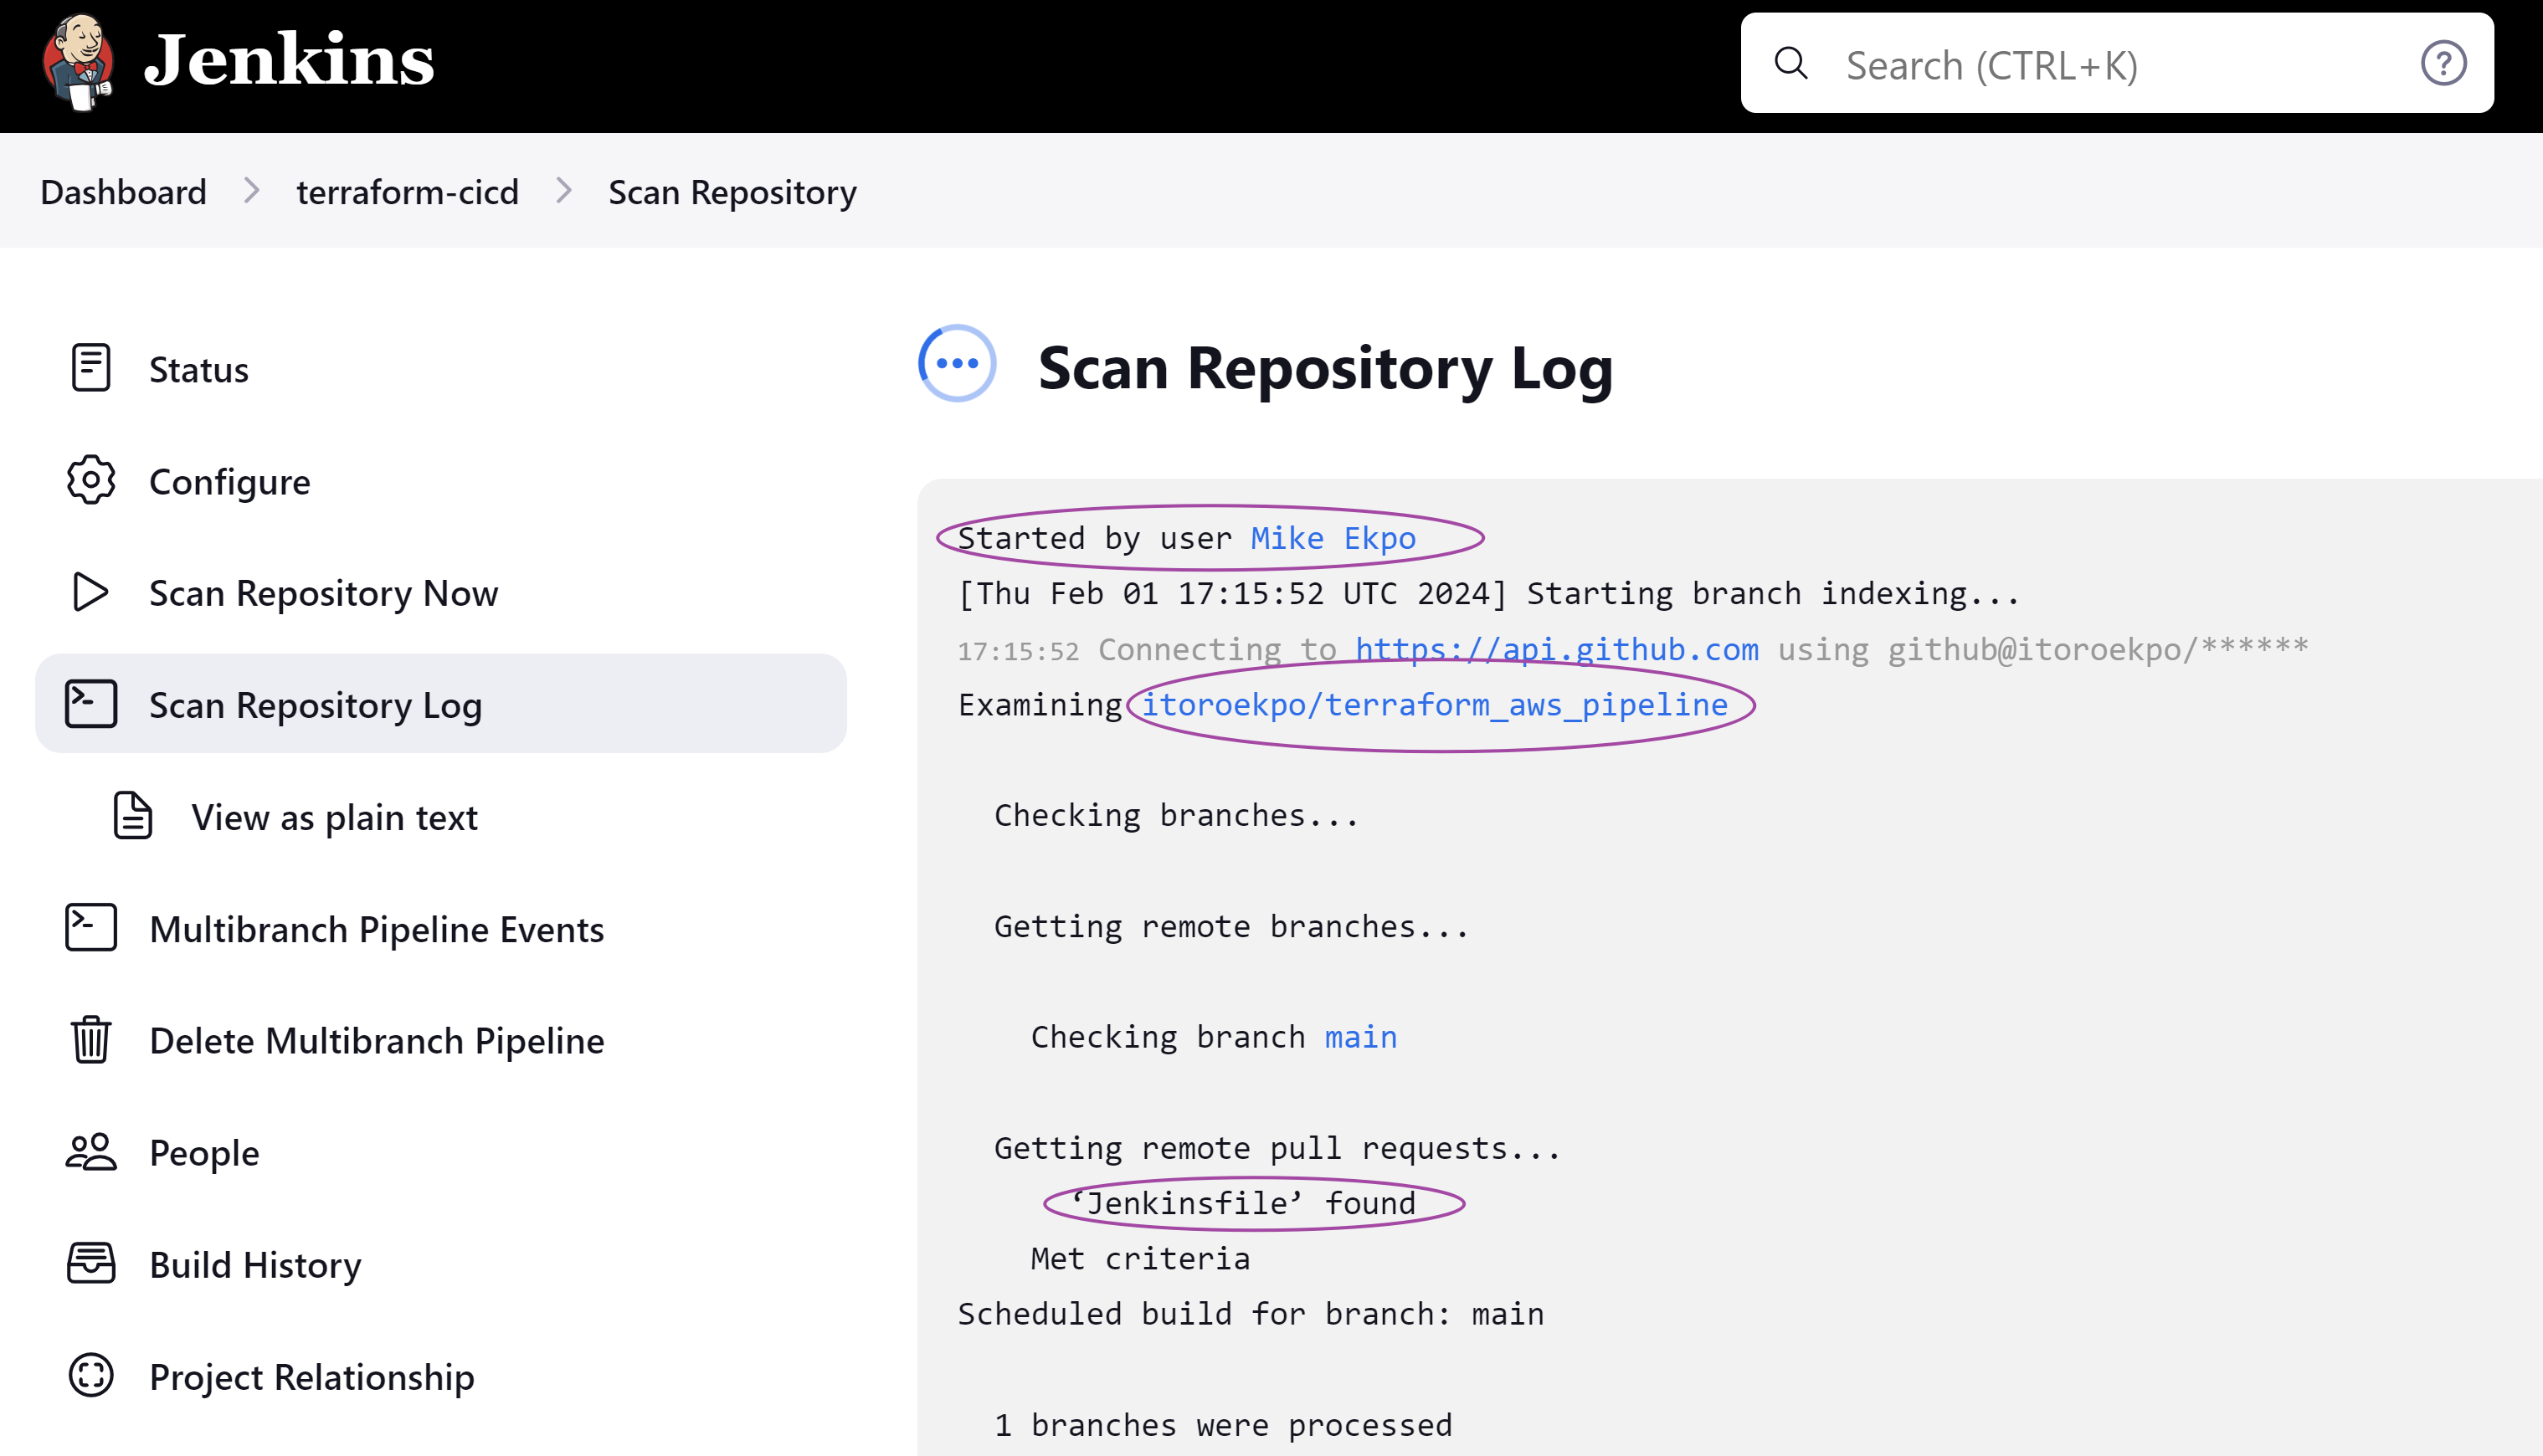 Jenkins
Search (CTRL+K)
Dashboard
terraform-cicd
Scan Repository
Status
Configure
Scan Repository Now
Scan Repository Log
View as plain text
Multibranch Pipeline Events
Delete Multibranch Pipeline
People
Build History
Project Relationship
Scan Repository Log
Started by user Mike Ekpo
[Thu Feb 01 17:15:52 UTC 2024] Starting branch indexing...
17:15:52 Connecting to https://api.github.com using github@itoroekpo/******
Examining itoroekpo/terraform_aws_pipeline
Checking branches...
Getting remote branches...
Checking branch main
Getting remote pull requests...
‘Jenkinsfile’ found
Met criteria
Scheduled build for branch: main
1 branches were processed